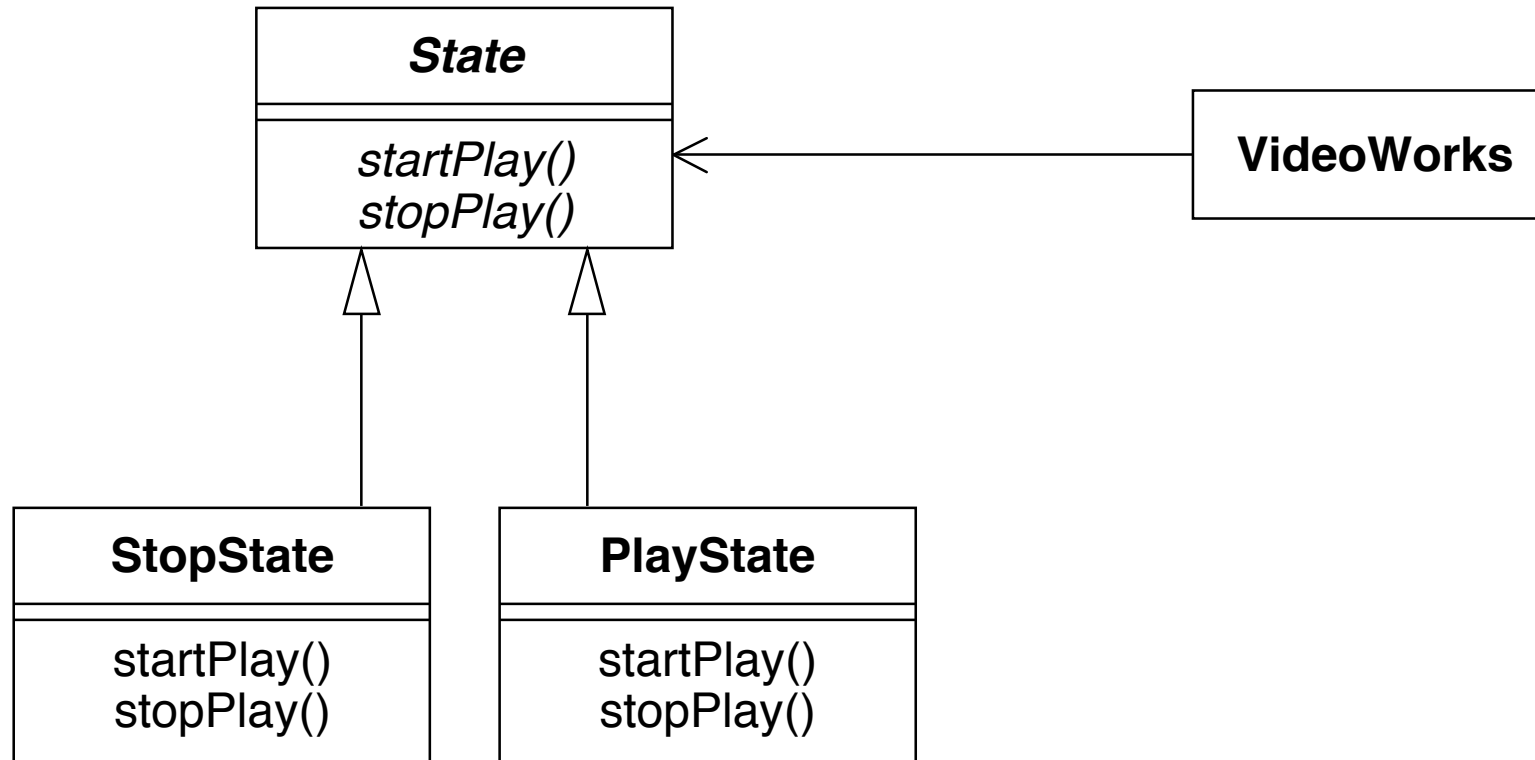 State
startPlay()
stopPlay()
VideoWorks
StopState
startPlay()
stopPlay()
PlayState
startPlay()
stopPlay()